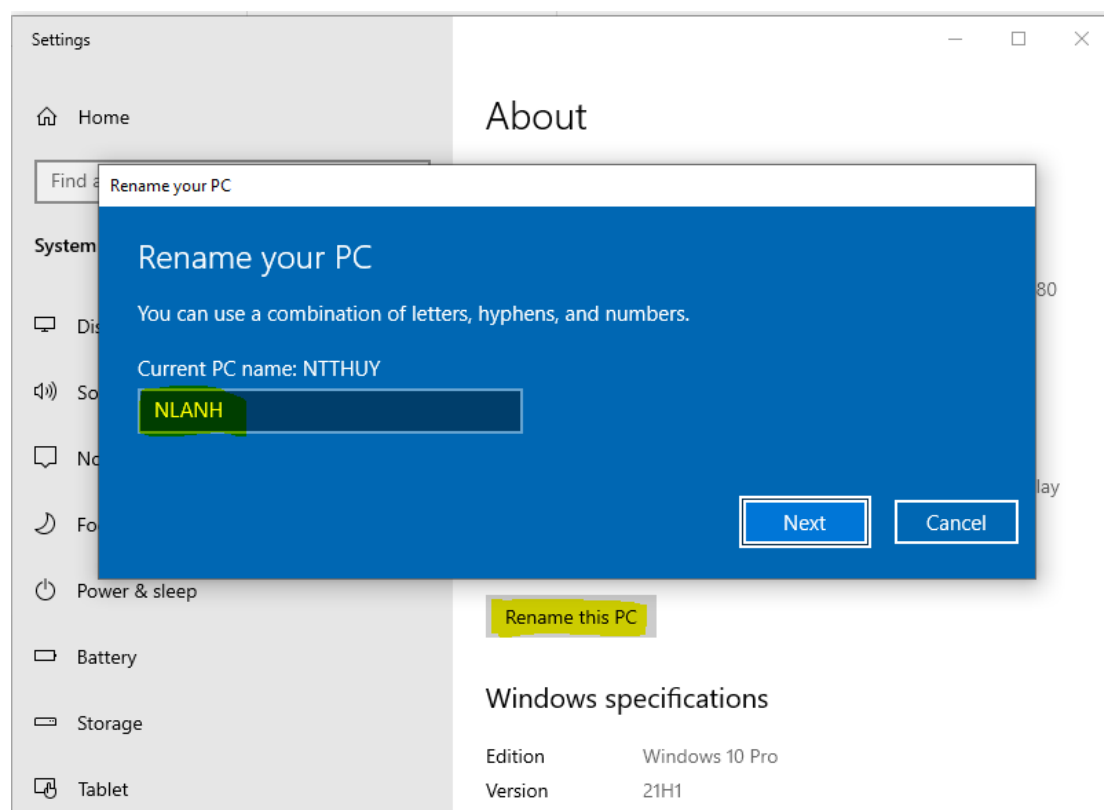 Settings
Home
About
Find a
Rename your PC
System
Rename your PC
You can use a combination of letters, hyphens, and numbers.
80
Dis
Current PC name: NTTHUY
So
NLANH
No
lay
Fo
Next
Cancel
Power & sleep
Rename this PC
Battery
Windows specifications
Storage
Edition Windows 10 Pro
Tablet
Version 21H1